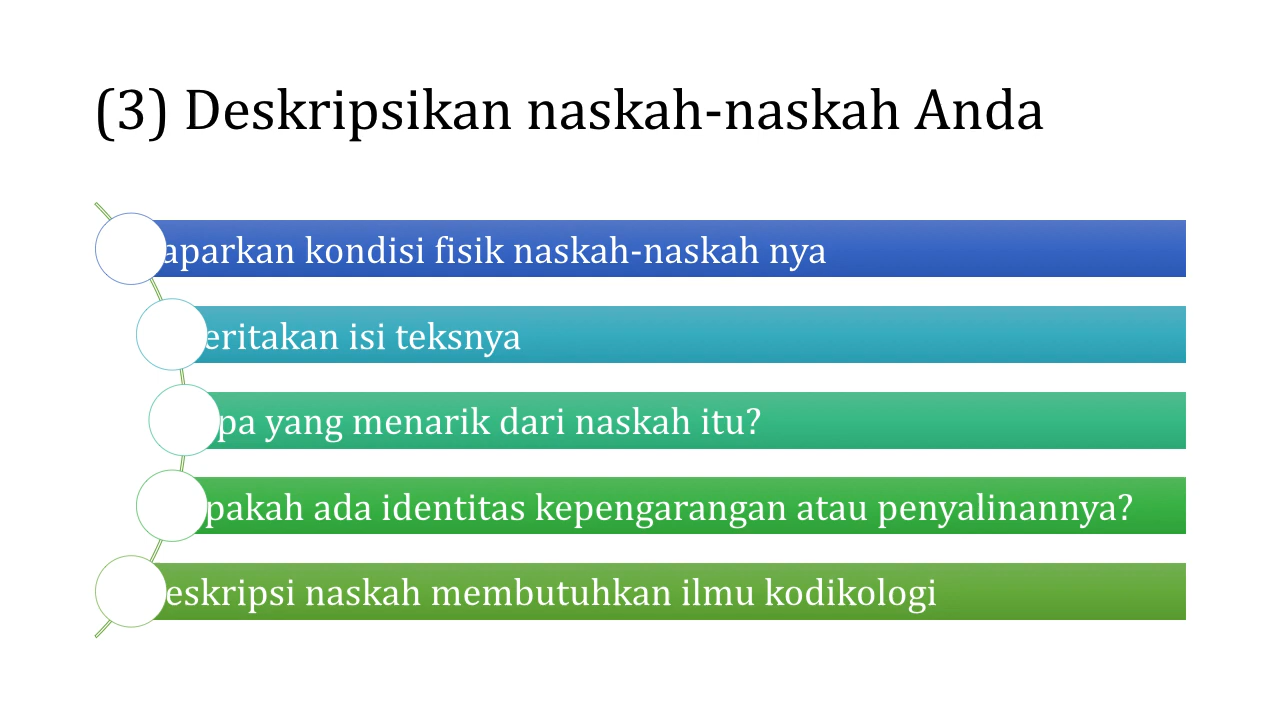 (3) Deskripsikan naskah-naskah Anda
aparkan kondisi fisik naskah-naskah nya
eritakan isi teksnya
pa yang menarik dari naskah itu?
pakah ada identitas kepengarangan atau penyalinannya?
eskripsi naskah membutuhkan ilmu kodikologi